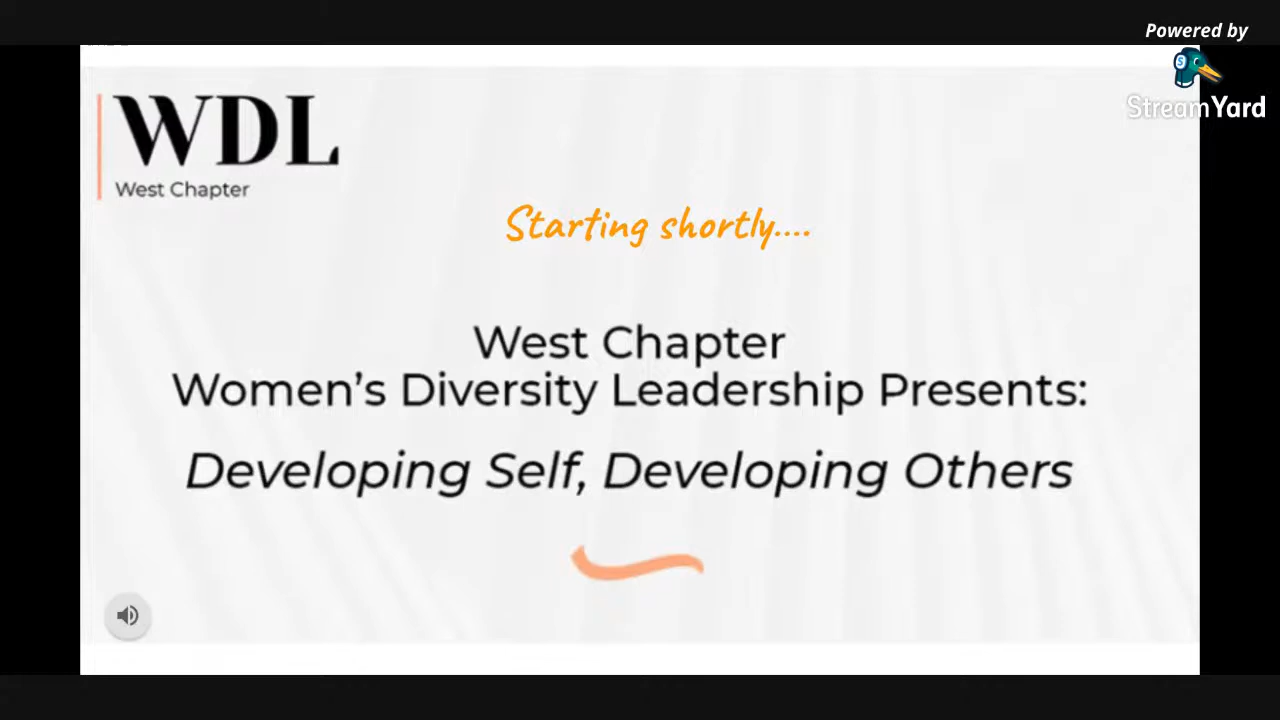 Powered by
StreamYard
WDL
West Chapter
Starting shortly....
West Chapter
Women's Diversity Leadership Presents:
Developing Self, Developing Others